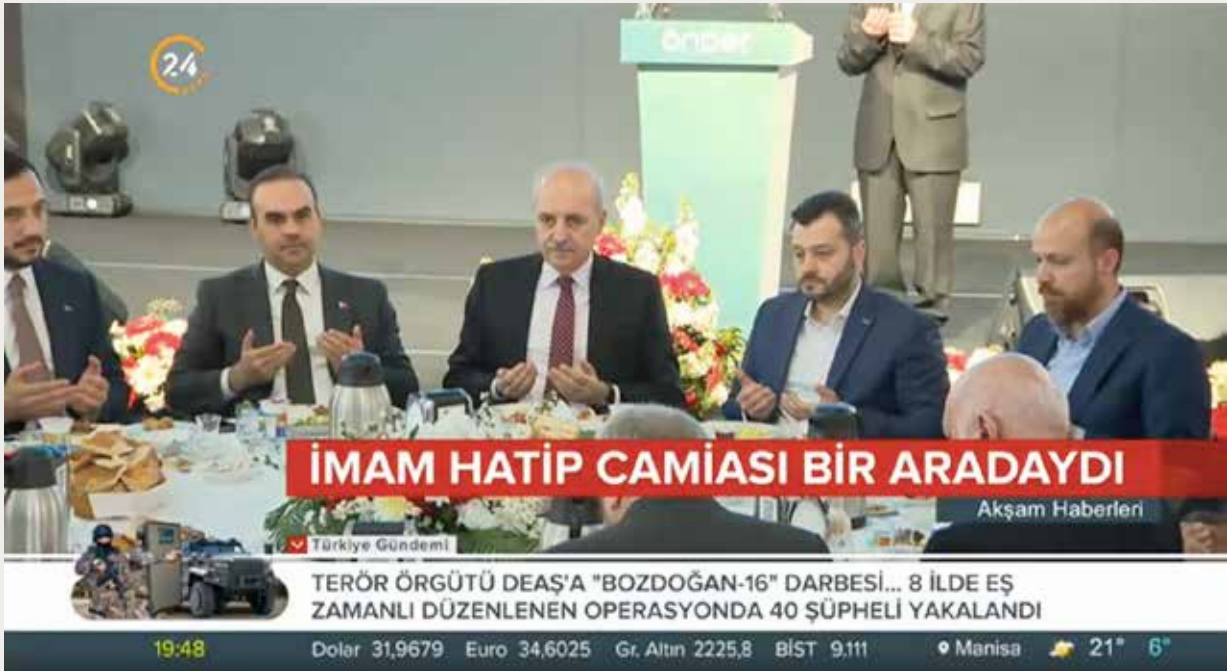 24
önder
İMAM HATİP CAMİASI BİR ARADAYDI
Akşam Haberleri
Türkiye Gündemi
TERÖR ÖRGÜTÜ DEAŞ'A "BOZDOĞAN-16" DARBESİ... 8 İLDE EŞ
ZAMANLI DÜZENLENEN OPERASYONDA 40 ŞÜPHELİ YAKALANDI
19:48 Dolar 31,9679 Euro 34,6025 Gr. Altın 2225,8 BİST 9.111 Manisa 21° 6°